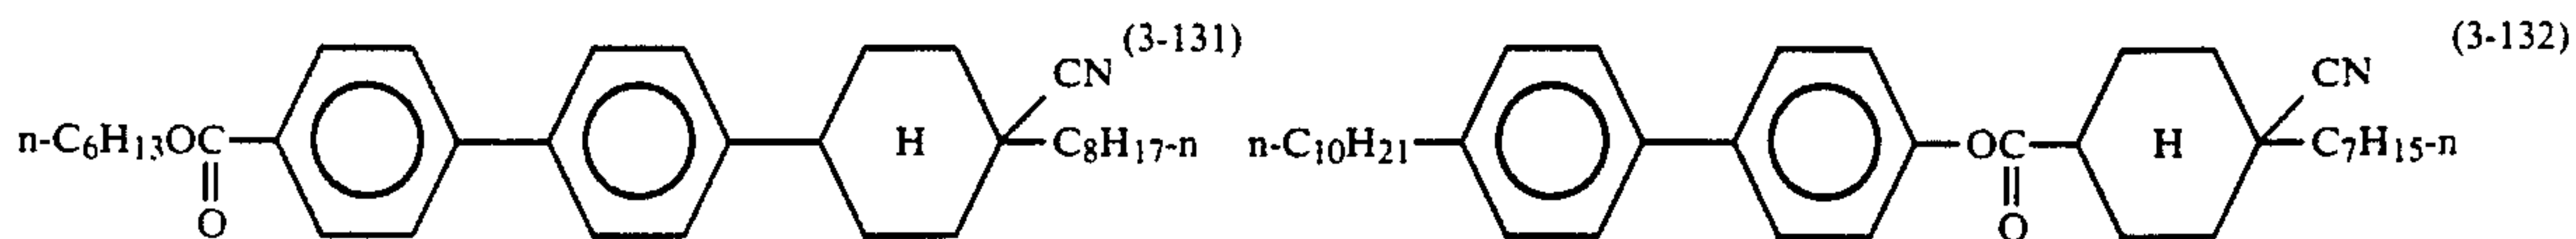 n-C6H13OC O H CN C8H17-n (3-131)
n-C10H21 OC O H CN C7H15-n (3-132)